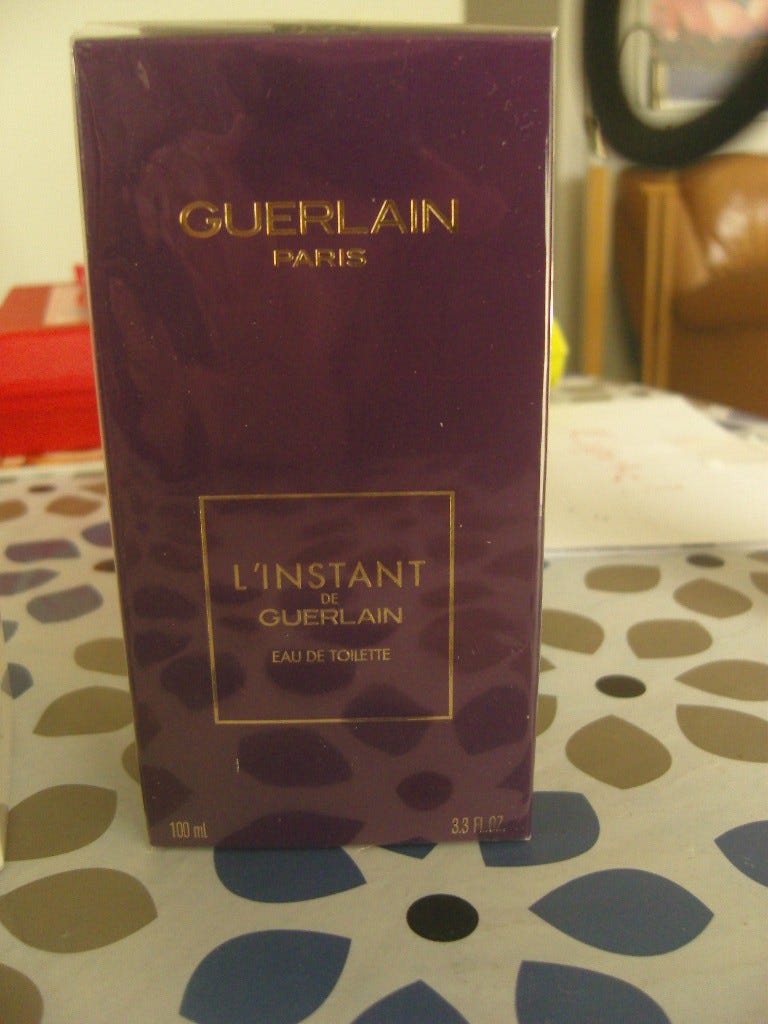 GUERLAIN
PARIS
L'INSTANT
DE
GUERLAIN
EAU DE TOILETTE
100 ml 3.3 FL.OZ.